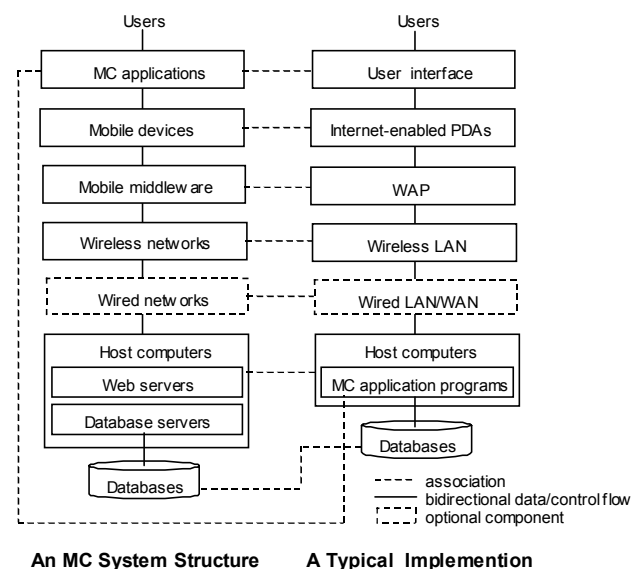 Users
Users
MC applications
User interface
Mobile devices
Internet-enabled PDAs
Mobile middleware
WAP
Wireless networks
Wireless LAN
Wired networks
Wired LAN/WAN
Host computers
Host computers
Web servers
MC application programs
Database servers
Databases
Databases
association
bidirectional data/control flow
optional component
An MC System Structure
A Typical Implemention